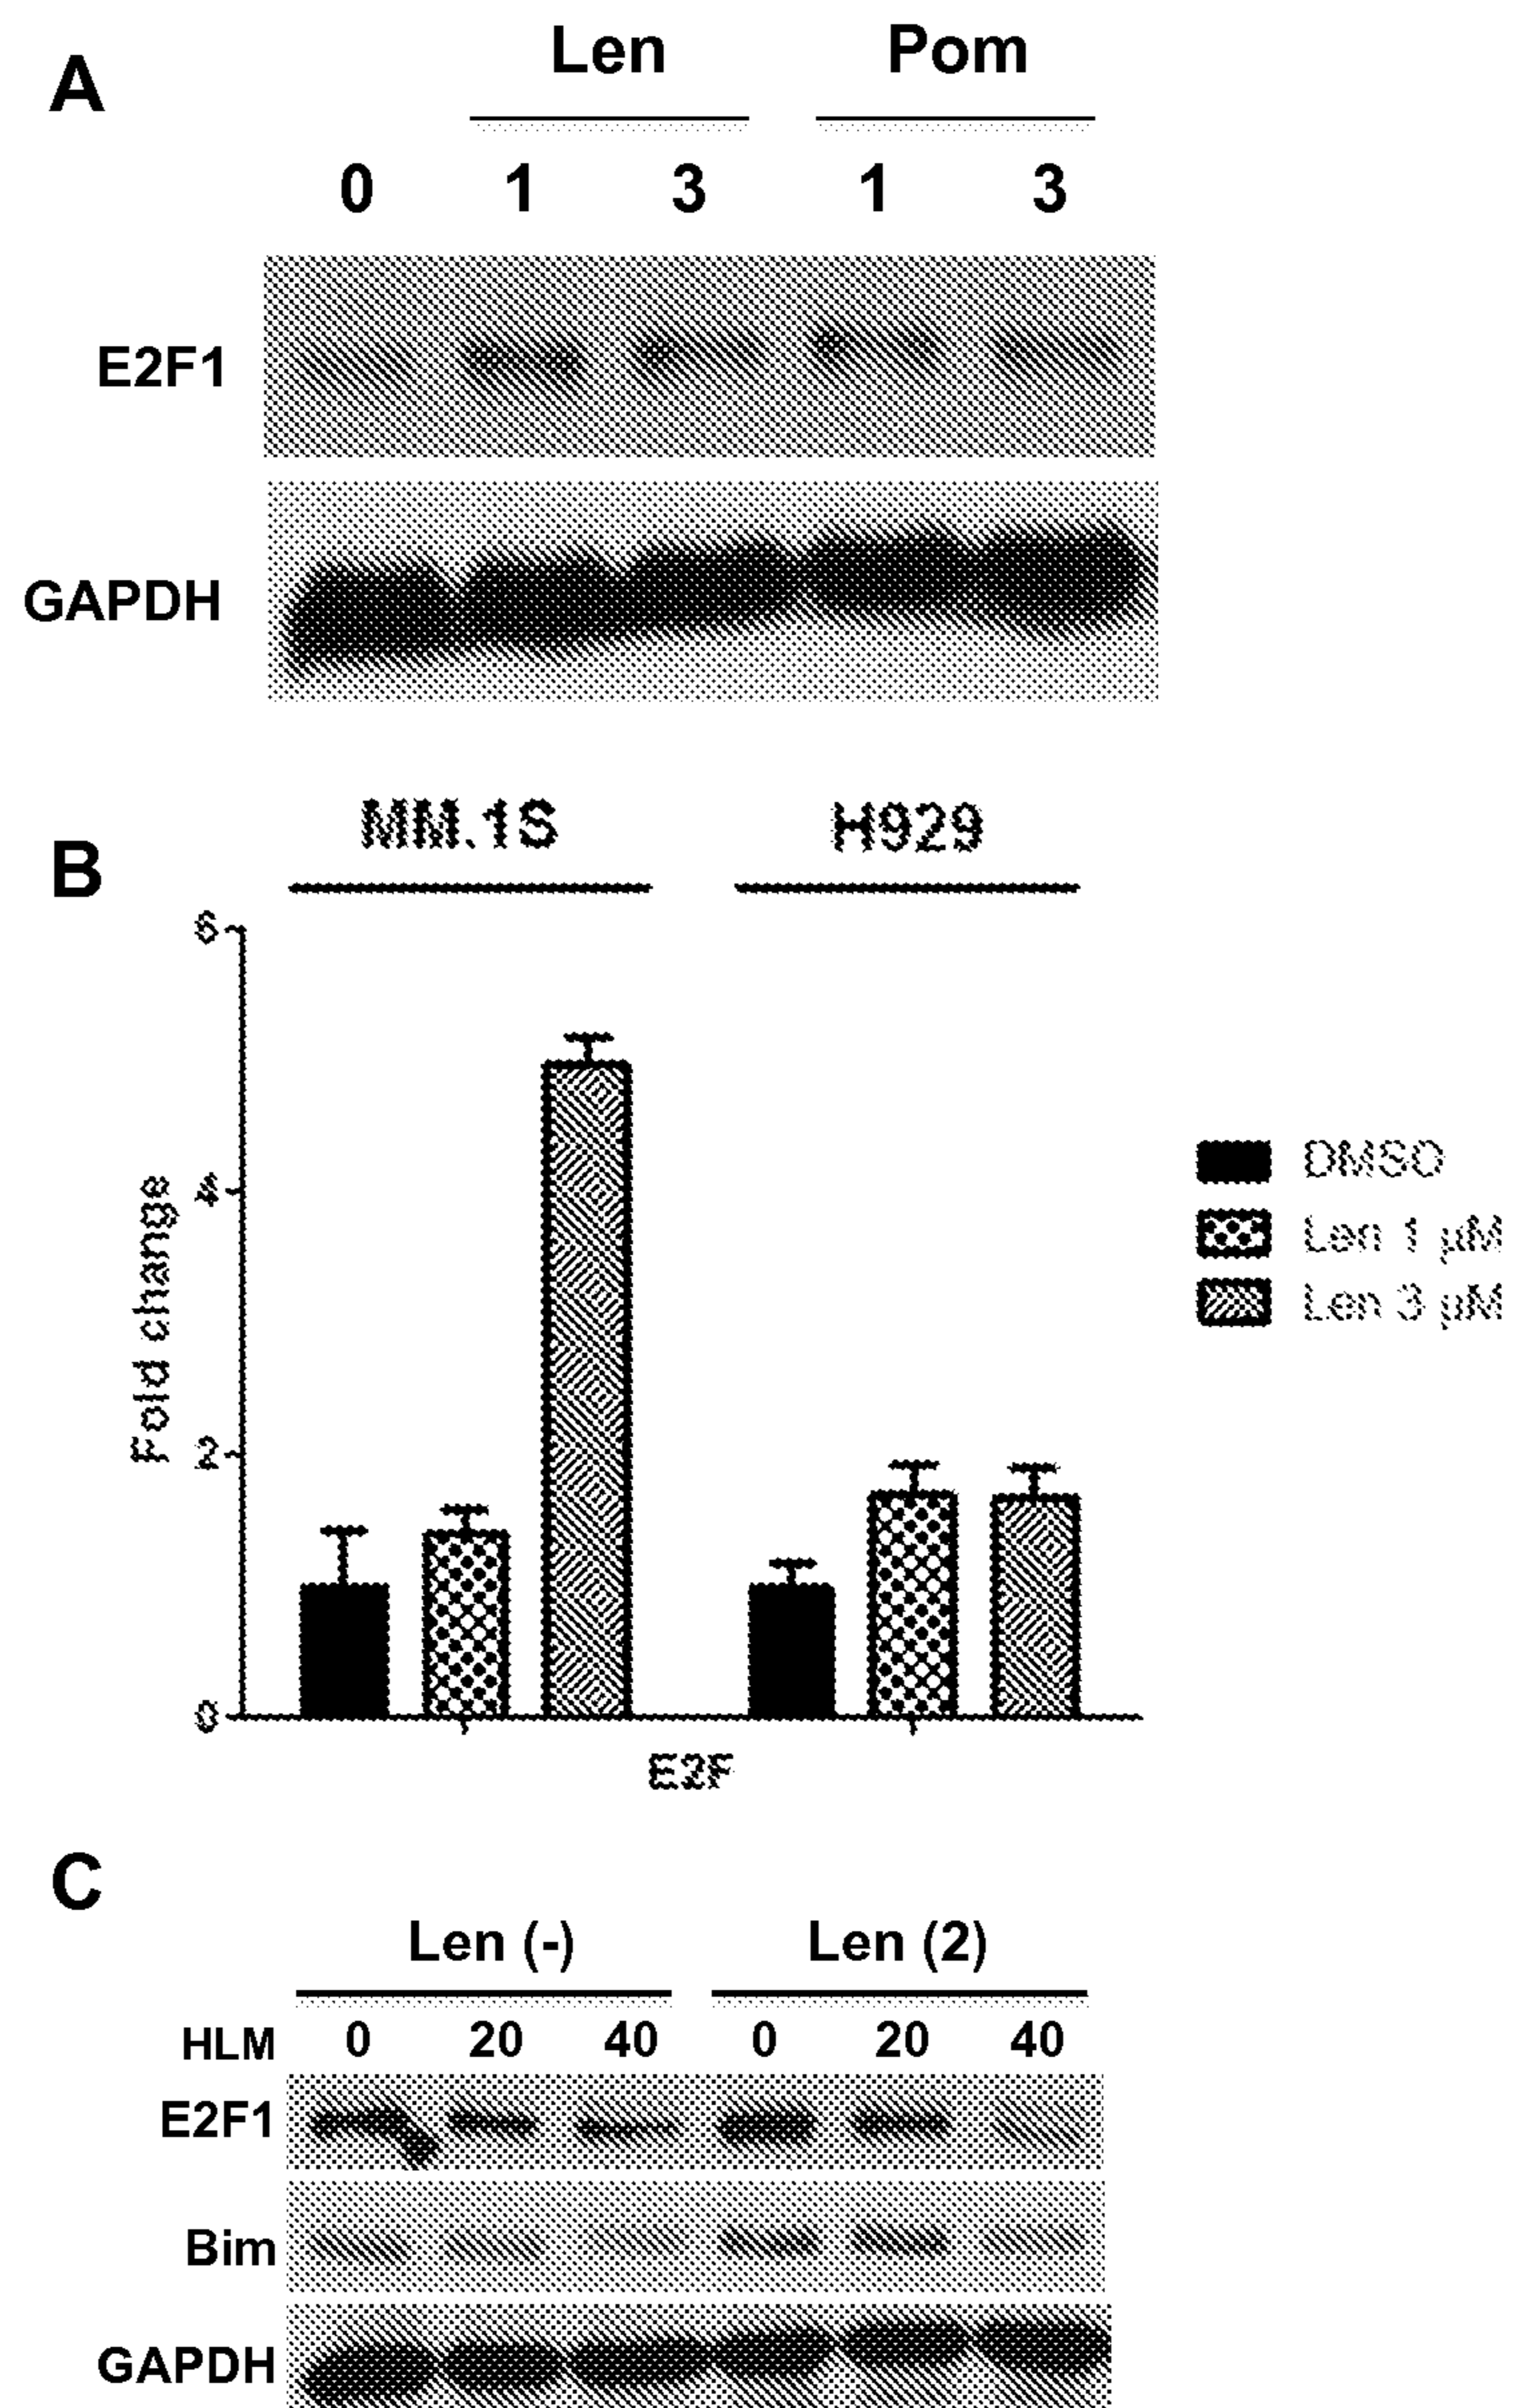 A
Len Pom
0 1 3 1 3
E2F1
GAPDH
B
MM.1S H929
6
4
2
0
Fold change
DMSO
Len 1 µM
Len 3 µM
E2F
C
Len (-) Len (2)
HLM 0 20 40 0 20 40
E2F1
Bim
GAPDH